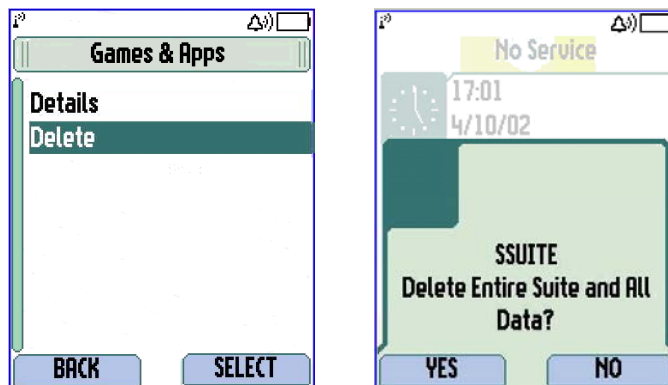 Games & Apps
Details
Delete
BACK SELECT
No Service
17:01
4/10/02
SSUITE
Delete Entire Suite and All
Data?
YES NO